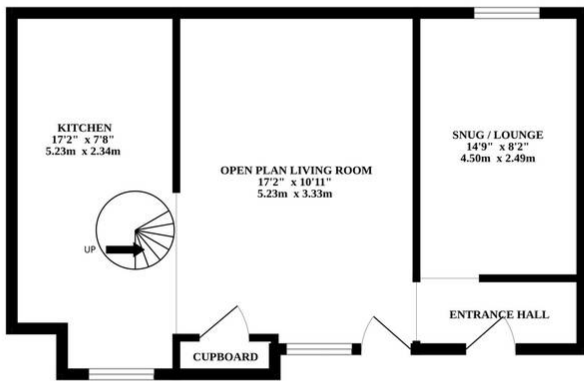 KITCHEN
17'2" x 7'8"
5.23m x 2.34m
OPEN PLAN LIVING ROOM
17'2" x 10'11"
5.23m x 3.33m
SNUG / LOUNGE
14'9" x 8'2"
4.50m x 2.49m
UP
ENTRANCE HALL
CUPBOARD